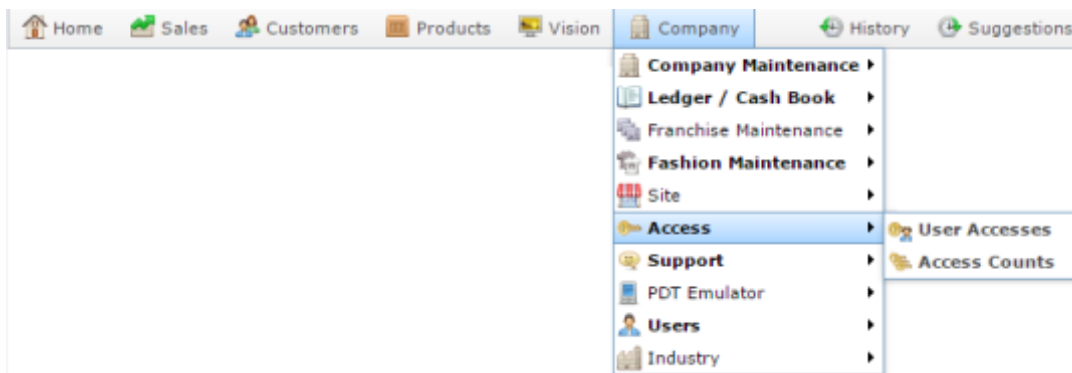 Home Sales Customers Products Vision Company History Suggestions
Company Maintenance
Ledger / Cash Book
Franchise Maintenance
Fashion Maintenance
Site
Access
User Accesses
Support
Access Counts
PDT Emulator
Users
Industry